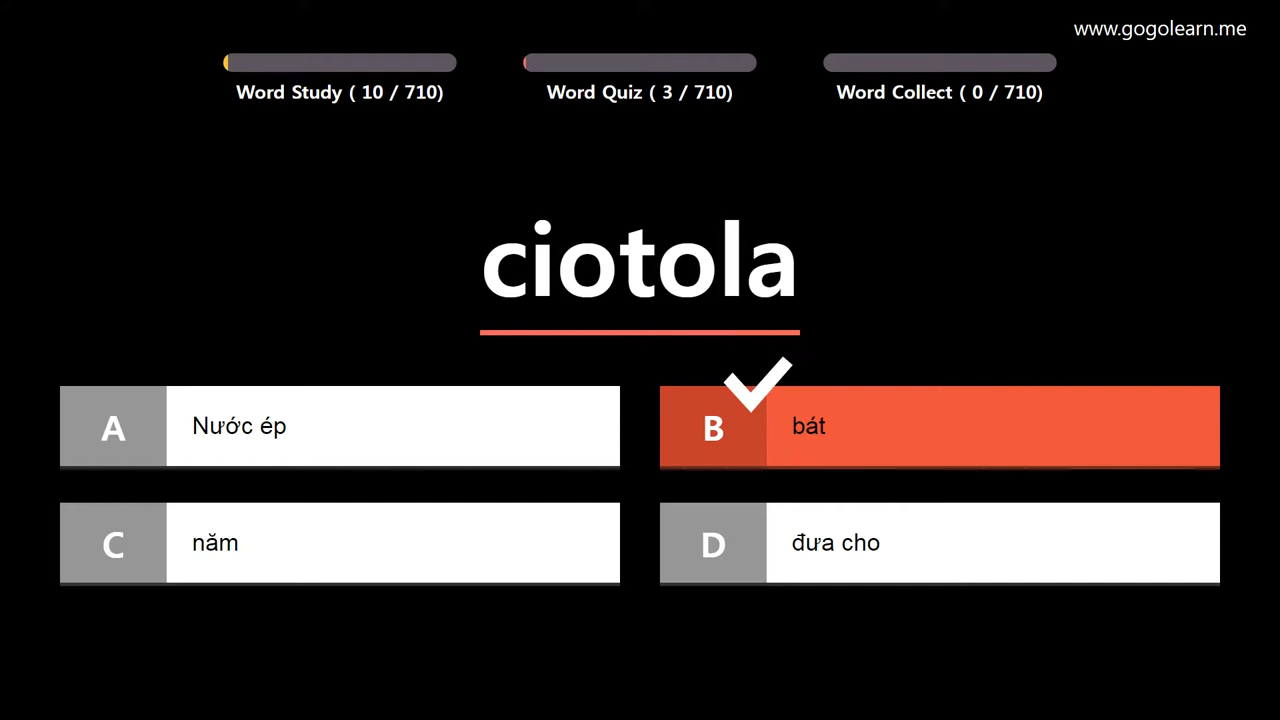 www.gogolearn.me
Word Study ( 10 / 710)
Word Quiz ( 3 / 710)
Word Collect ( 0 / 710)
ciotola
A
Nước ép
B
bát
C
năm
D
đưa cho